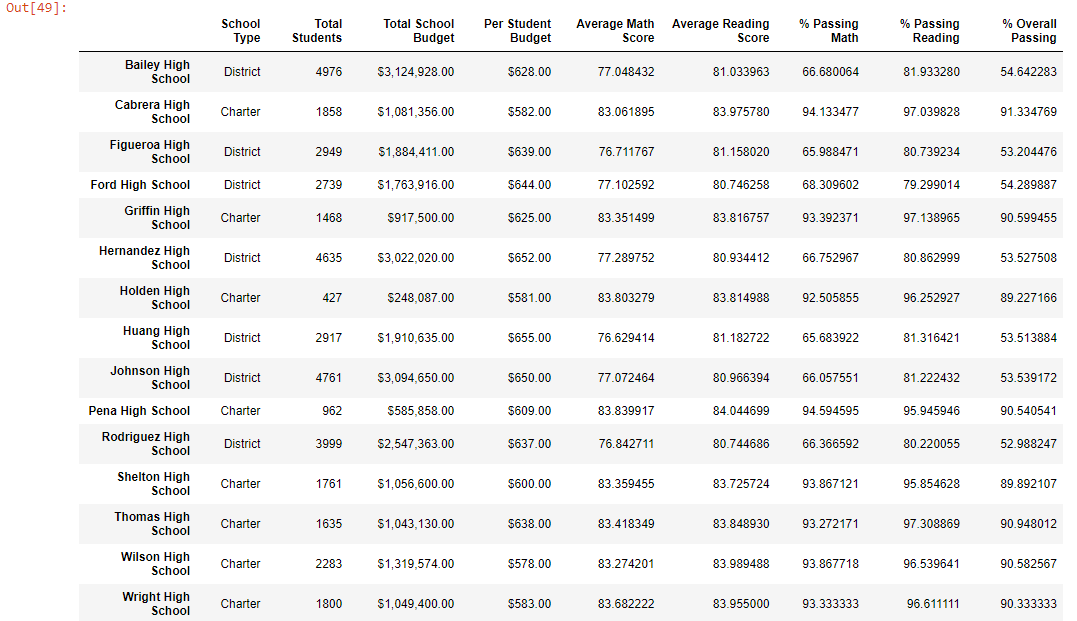 Out[49]:
School Type Total Students Total School Budget Per Student Budget Average Math Score Average Reading Score % Passing Math % Passing Reading % Overall Passing
Bailey High School District 4976 $3,124,928.00 $628.00 77.048432 81.033963 66.680064 81.933280 54.642283
Cabrera High School Charter 1858 $1,081,356.00 $582.00 83.061895 83.975780 94.133477 97.039828 91.334769
Figueroa High School District 2949 $1,884,411.00 $639.00 76.711767 81.158020 65.988471 80.739234 53.204476
Ford High School District 2739 $1,763,916.00 $644.00 77.102592 80.746258 68.309602 79.299014 54.289887
Griffin High School Charter 1468 $917,500.00 $625.00 83.351499 83.816757 93.392371 97.138965 90.599455
Hernandez High School District 4635 $3,022,020.00 $652.00 77.289752 80.934412 66.752967 80.862999 53.527508
Holden High School Charter 427 $248,087.00 $581.00 83.803279 83.814988 92.505855 96.252927 89.227166
Huang High School District 2917 $1,910,635.00 $655.00 76.629414 81.182722 65.683922 81.316421 53.513884
Johnson High School District 4761 $3,094,650.00 $650.00 77.072464 80.966394 66.057551 81.222432 53.539172
Pena High School Charter 962 $585,858.00 $609.00 83.839917 84.044699 94.594595 95.945946 90.540541
Rodriguez High School District 3999 $2,547,363.00 $637.00 76.842711 80.744686 66.366592 80.220055 52.988247
Shelton High School Charter 1761 $1,056,600.00 $600.00 83.359455 83.725724 93.867121 95.854628 89.892107
Thomas High School Charter 1635 $1,043,130.00 $638.00 83.418349 83.848930 93.272171 97.308869 90.948012
Wilson High School Charter 2283 $1,319,574.00 $578.00 83.274201 83.989488 93.867718 96.539641 90.582567
Wright High School Charter 1800 $1,049,400.00 $583.00 83.682222 83.955000 93.333333 96.611111 90.333333